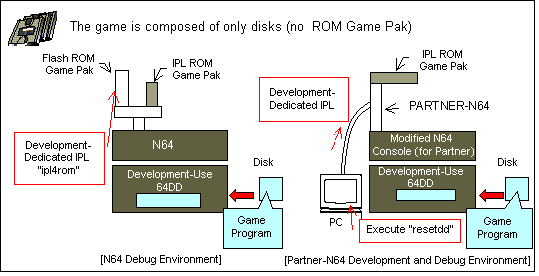 The game is composed of only disks (no ROM Game Pak)
Flash ROM
Game Pak
IPL ROM
Game Pak
Development-
Dedicated IPL
"ipl4rom"
N64
Development-Use
64DD
Disk
Game
Program
[N64 Debug Environment]
IPL ROM
Game Pak
Development-
Dedicated IPL
PARTNER-N64
Modified N64
Console (for Partner)
Development-Use
64DD
Disk
PC
Execute "resetdd"
Game
Program
[Partner-N64 Development and Debug Environment]